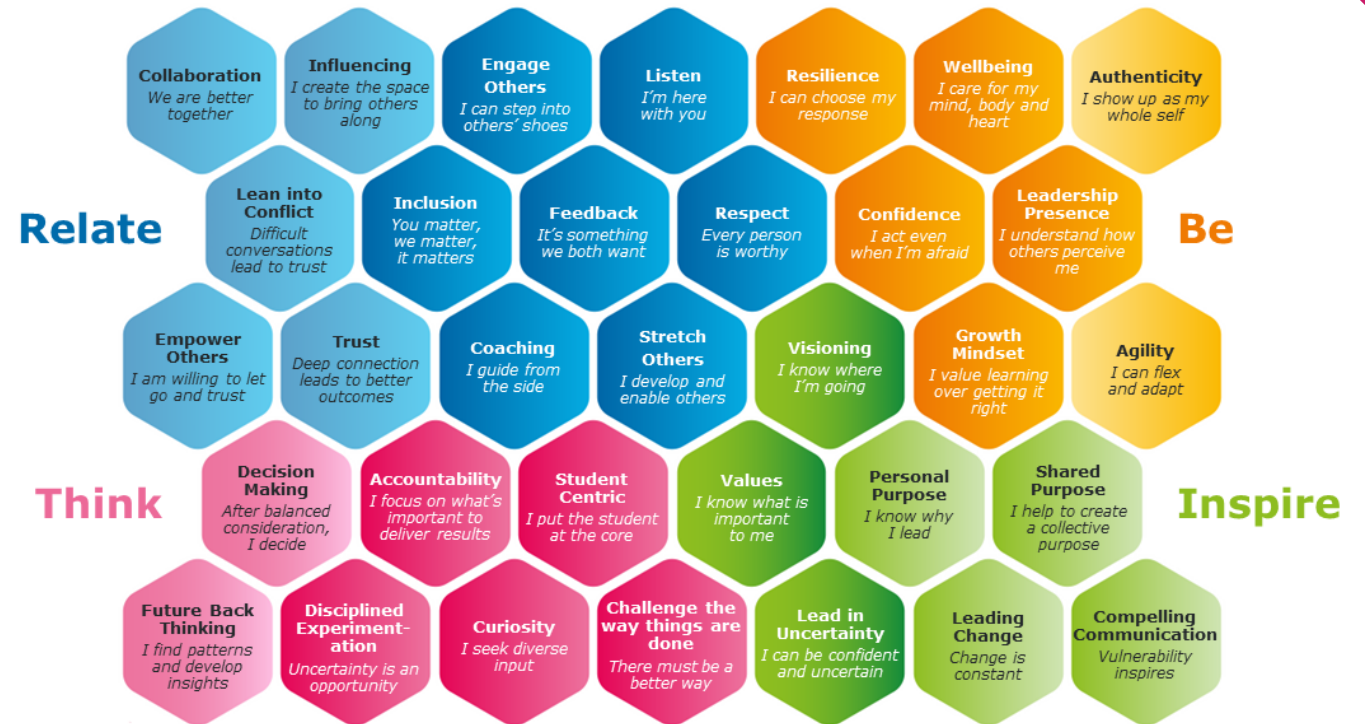 Collaboration
We are better
together
Influencing
I create the space
to bring others
along
Engage
Others
I can step into
others' shoes
Listen
I'm here
with you
Resilience
I can choose my
response
Wellbeing
I care for my
mind, body and
heart
Authenticity
I show up as my
whole self
Relate
Lean into
Conflict
Difficult
conversations
lead to trust
Inclusion
You matter,
we matter,
it matters
Feedback
It's something
we both want
Respect
Every person
is worthy
Confidence
I act even
when I'm afraid
Leadership
Presence
I understand how
others perceive
me
Be
Empower
Others
I am willing to let
go and trust
Trust
Deep connection
leads to better
outcomes
Coaching
I guide from
the side
Stretch
Others
I develop and
enable others
Visioning
I know where
I'm going
Growth
Mindset
I value learning
over getting it
right
Agility
I can flex
and adapt
Think
Decision
Making
After balanced
consideration,
I decide
Accountability
I focus on what's
important to
deliver results
Student
Centric
I put the student
at the core
Values
I know what is
important
to me
Personal
Purpose
I know why
I lead
Shared
Purpose
I help to create
a collective
purpose
Inspire
Future Back
Thinking
I find patterns
and develop
insights
Disciplined
Experiment-
ation
Uncertainty is an
opportunity
Curiosity
I seek diverse
input
Challenge the
way things are
done
There must be a
better way
Lead in
Uncertainty
I can be confident
and uncertain
Leading
Change
Change is
constant
Compelling
Communication
Vulnerability
inspires